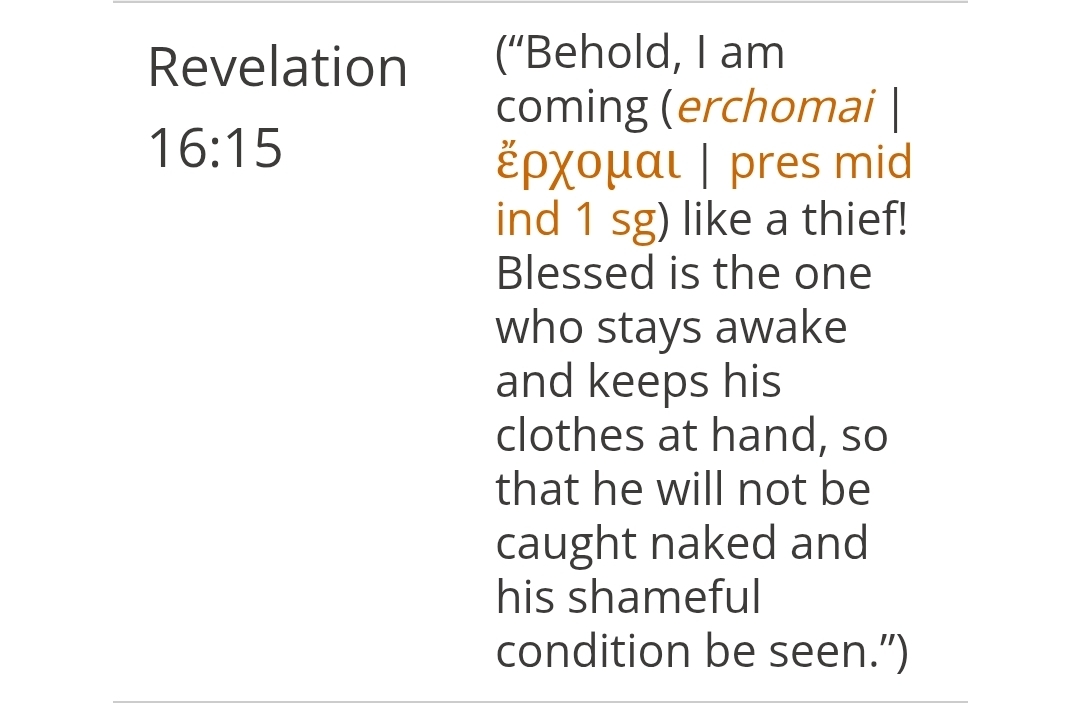 Revelation
16:15
(“Behold, I am
coming (erchomai |
ἔρχομαι | pres mid
ind 1 sg) like a thief!
Blessed is the one
who stays awake
and keeps his
clothes at hand, so
that he will not be
caught naked and
his shameful
condition be seen.”)